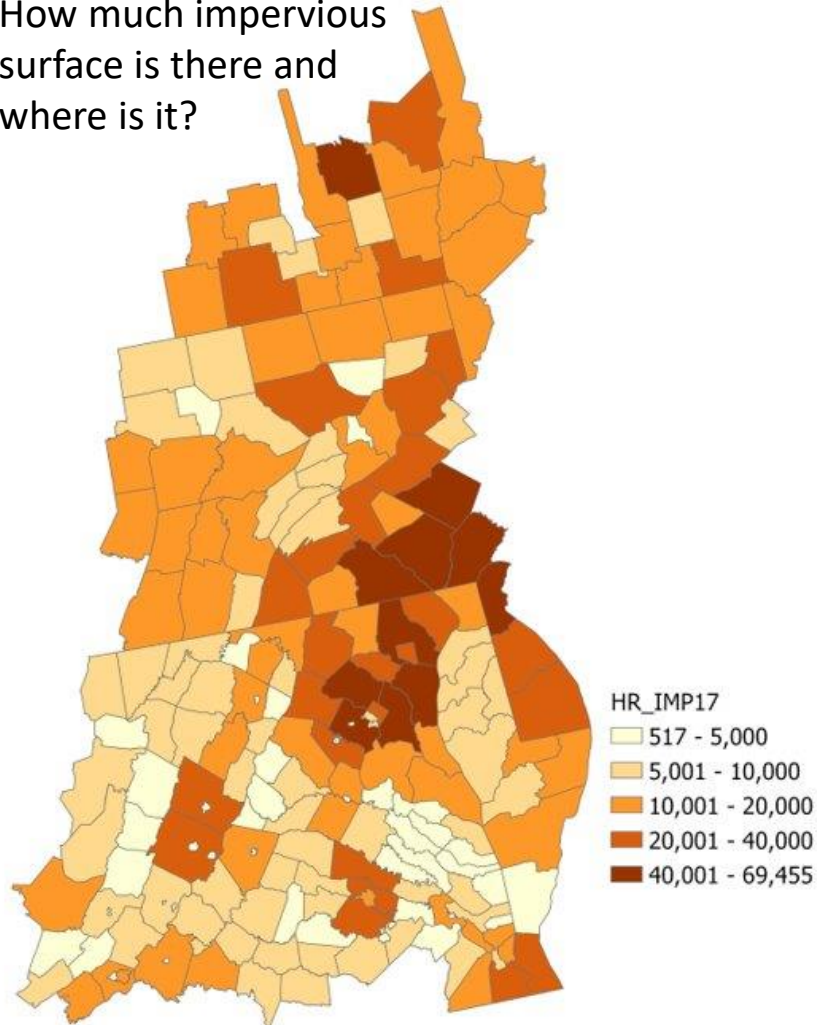 How much impervious
surface is there and
where is it?
HR_IMP17
517 - 5,000
5,001 - 10,000
10,001 - 20,000
20,001 - 40,000
40,001 - 69,455